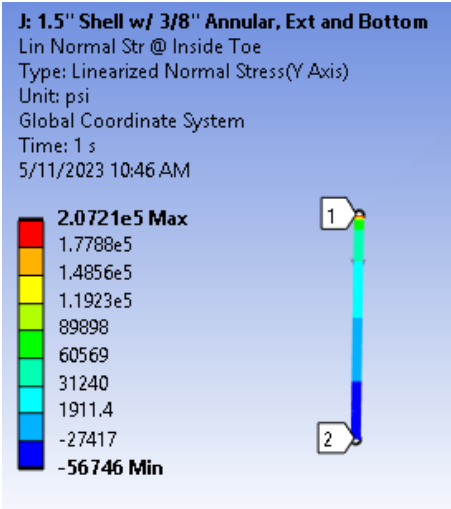 J: 1.5" Shell w/ 3/8" Annular, Ext and Bottom
Lin Normal Str @ Inside Toe
Type: Linearized Normal Stress(Y Axis)
Unit: psi
Global Coordinate System
Time: 1 s
5/11/2023 10:46 AM
2.0721e5 Max
1.7788e5
1.4856e5
1.1923e5
89898
60569
31240
1911.4
-27417
-56746 Min
1
2